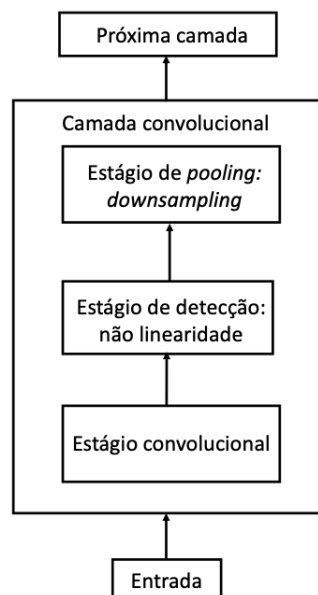 Próxima camada
Camada convolucional
Estágio de pooling:
downsampling
Estágio de detecção:
não linearidade
Estágio convolucional
Entrada